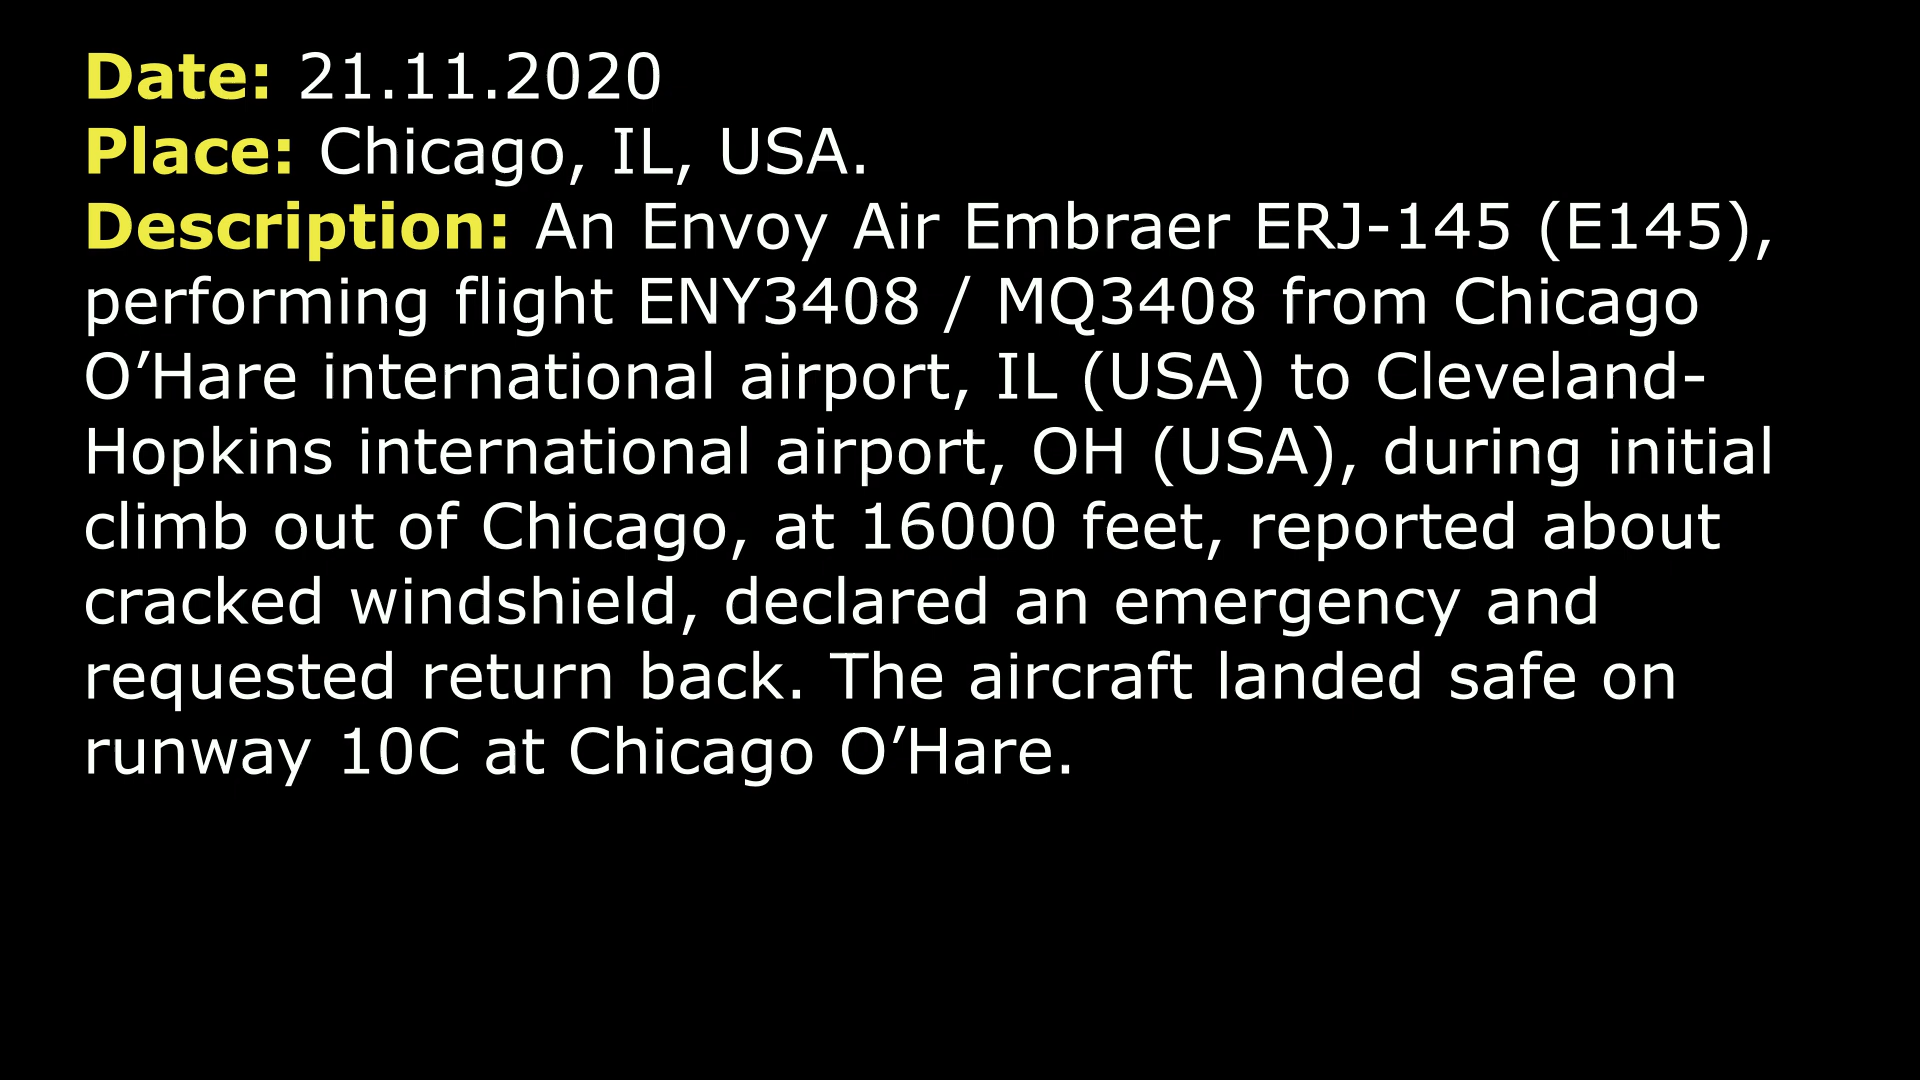 Date: 21.11.2020
Place: Chicago, IL, USA.
Description: An Envoy Air Embraer ERJ-145 (E145),
performing flight ENY3408 / MQ3408 from Chicago
O’Hare international airport, IL (USA) to Cleveland-
Hopkins international airport, OH (USA), during initial
climb out of Chicago, at 16000 feet, reported about
cracked windshield, declared an emergency and
requested return back. The aircraft landed safe on
runway 10C at Chicago O’Hare.